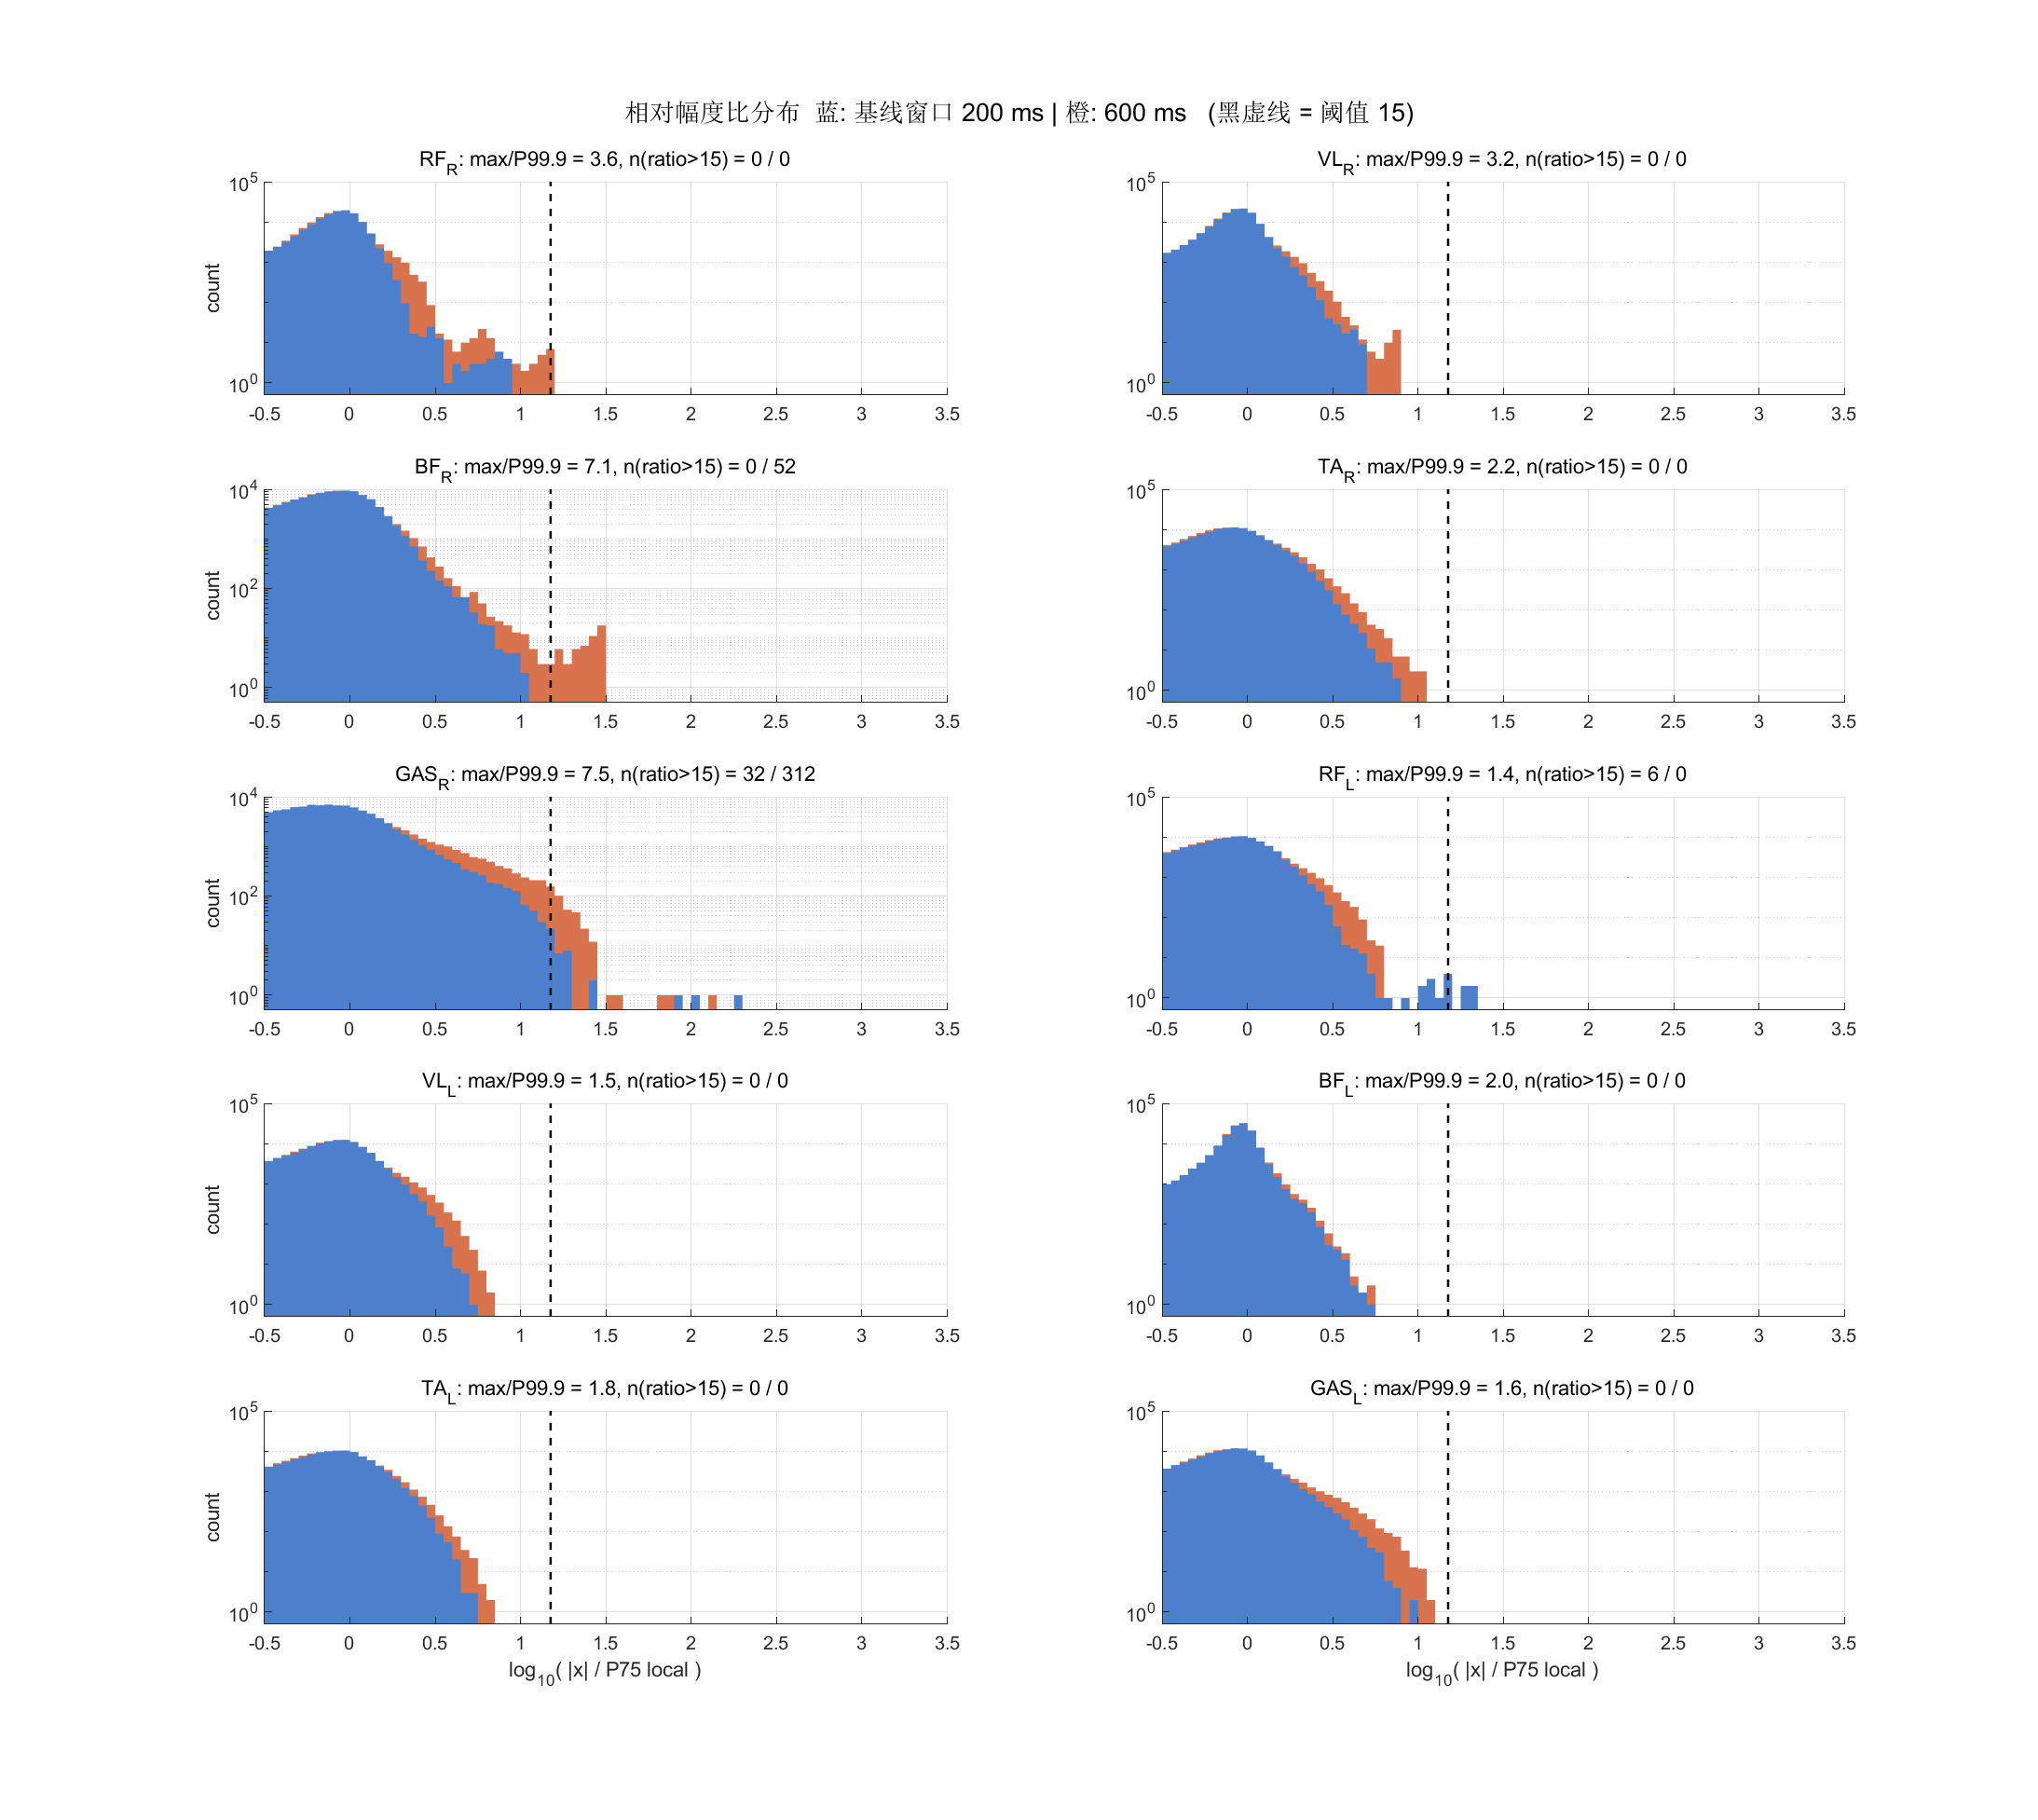 相对幅度比分布 蓝: 基线窗口 200 ms | 橙: 600 ms (黑虚线 = 阈值 15)
RF_R: max/P99.9 = 3.6, n(ratio>15) = 0 / 0
10^5
count
10^0
-0.5 0 0.5 1 1.5 2 2.5 3 3.5
VL_R: max/P99.9 = 3.2, n(ratio>15) = 0 / 0
10^5
10^0
-0.5 0 0.5 1 1.5 2 2.5 3 3.5
BF_R: max/P99.9 = 7.1, n(ratio>15) = 0 / 52
10^4
count
10^2
10^0
-0.5 0 0.5 1 1.5 2 2.5 3 3.5
TA_R: max/P99.9 = 2.2, n(ratio>15) = 0 / 0
10^5
10^0
-0.5 0 0.5 1 1.5 2 2.5 3 3.5
GAS_R: max/P99.9 = 7.5, n(ratio>15) = 32 / 312
10^4
count
10^2
10^0
-0.5 0 0.5 1 1.5 2 2.5 3 3.5
RF_L: max/P99.9 = 1.4, n(ratio>15) = 6 / 0
10^5
10^0
-0.5 0 0.5 1 1.5 2 2.5 3 3.5
VL_L: max/P99.9 = 1.5, n(ratio>15) = 0 / 0
10^5
count
10^0
-0.5 0 0.5 1 1.5 2 2.5 3 3.5
BF_L: max/P99.9 = 2.0, n(ratio>15) = 0 / 0
10^5
10^0
-0.5 0 0.5 1 1.5 2 2.5 3 3.5
TA_L: max/P99.9 = 1.8, n(ratio>15) = 0 / 0
10^5
count
10^0
-0.5 0 0.5 1 1.5 2 2.5 3 3.5
log_10( |x| / P75 local )
GAS_L: max/P99.9 = 1.6, n(ratio>15) = 0 / 0
10^5
10^0
-0.5 0 0.5 1 1.5 2 2.5 3 3.5
log_10( |x| / P75 local )